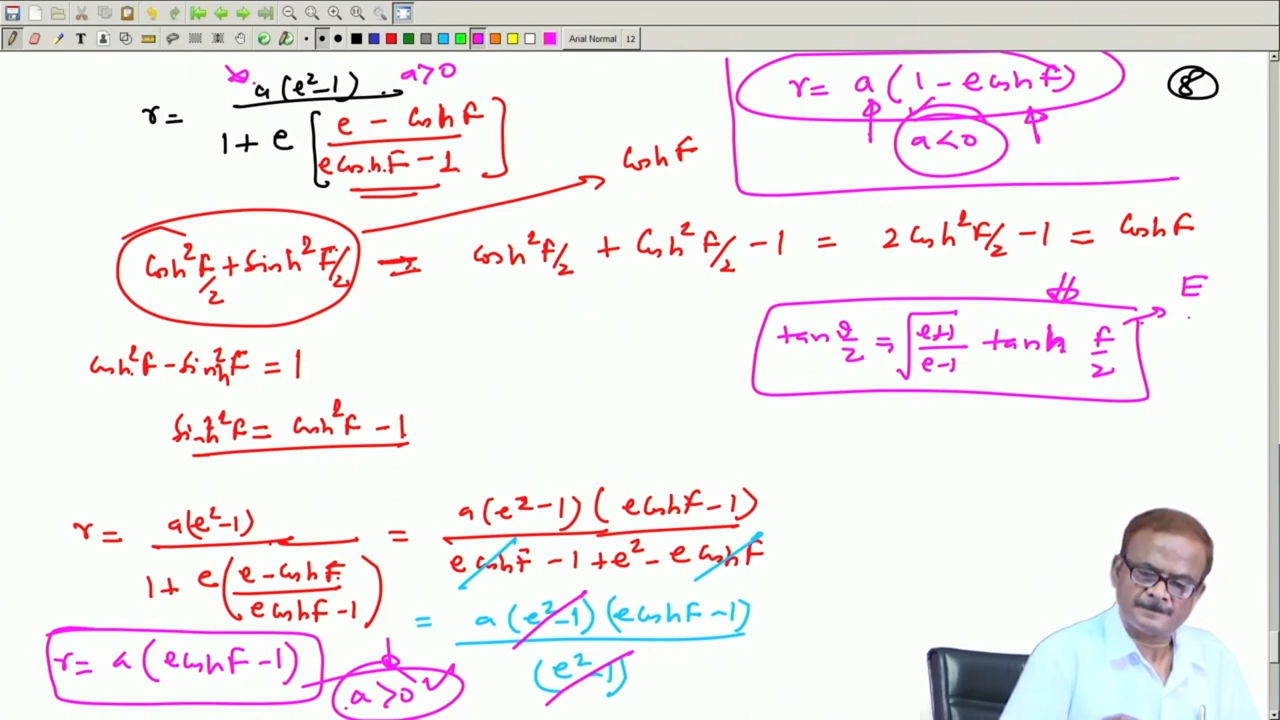 Arial Normal 12
r = a(e²-1) / 1 + e [ e - cosh F / e cosh F - 1 ] a>0
r = a(1 - e cosh F)
a<0
8
cosh F
cosh² F/2 + sinh² F/2 → cosh² F/2 + cosh² F/2 - 1 = 2 cosh² F/2 - 1 = cosh F
E
tan θ/2 = √(e+1 / e-1) tanh F/2
cosh² F - sinh² F = 1
sinh² F = cosh² F - 1
r = a(e²-1) / 1 + e( e - cosh F / e cosh F - 1 ) = a(e²-1)( e cosh F - 1) / e cosh F - 1 + e² - e cosh F
= a(e²-1)(e cosh F - 1) / (e²-1)
r = a(e cosh F - 1)
a>0